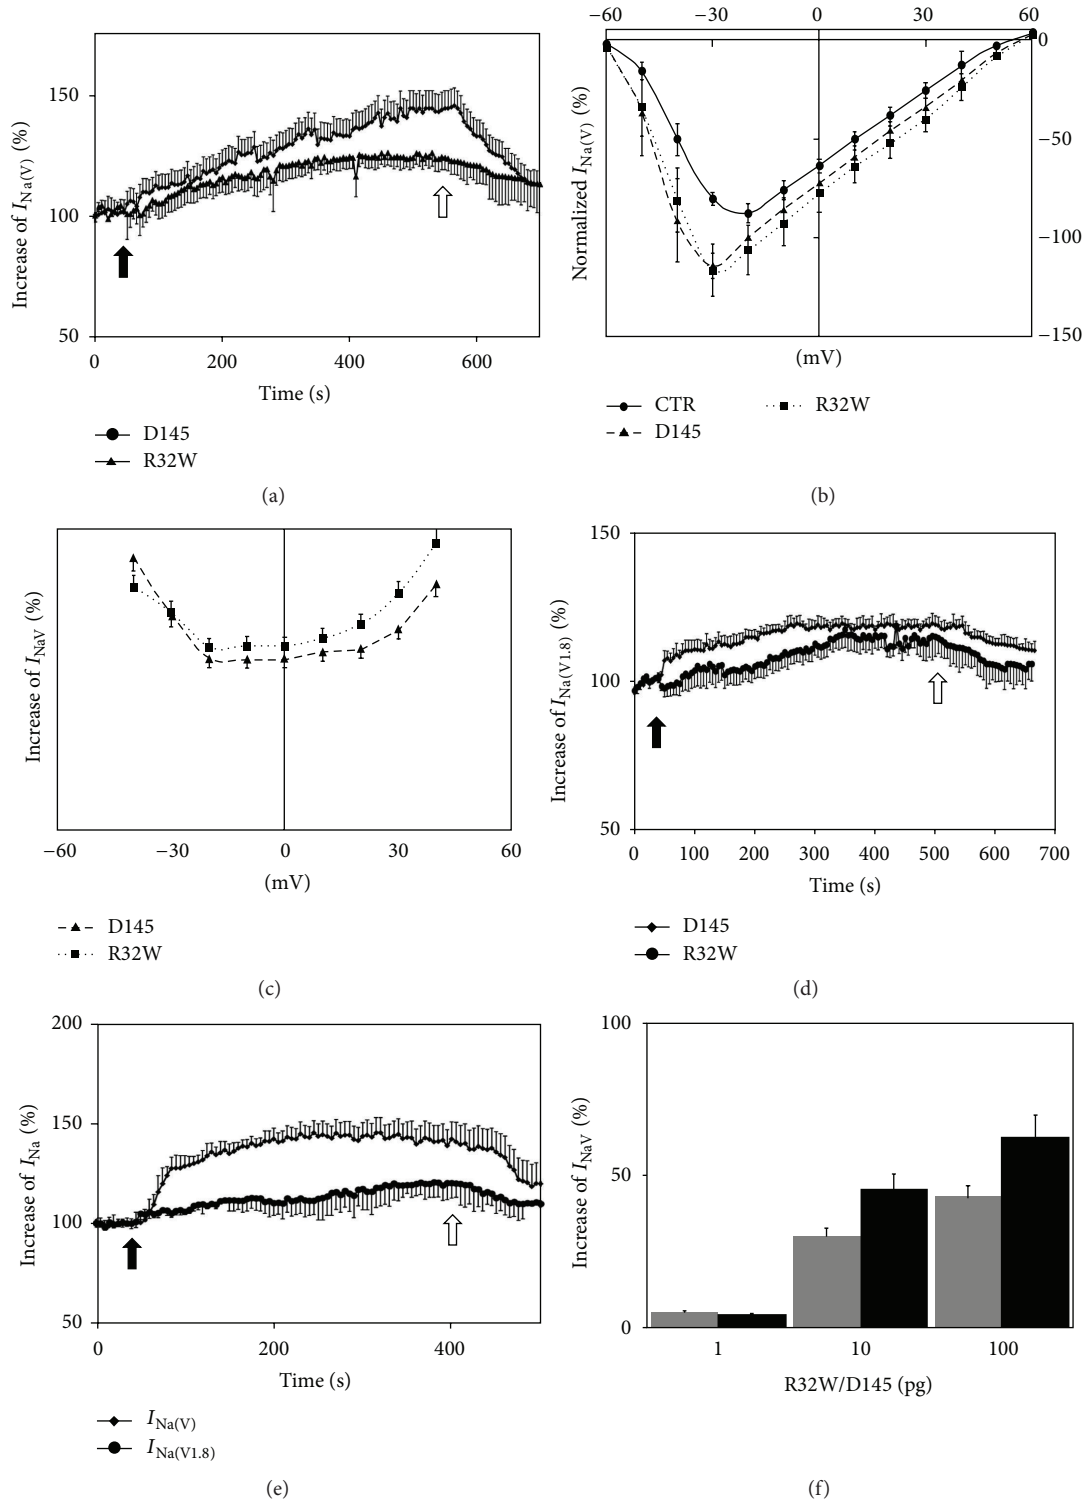 150
100
50
Increase of I_Na(V) (%)
0 200 400 600
Time (s)
D145
R32W
(a)
−60 −30 0 30 60
0
−50
−100
−150
Normalized I_Na(V) (%)
(mV)
CTR
R32W
D145
(b)
Increase of I_NaV (%)
−60 −30 0 30 60
(mV)
D145
R32W
(c)
150
100
50
Increase of I_Na(V1.8) (%)
0 100 200 300 400 500 600 700
Time (s)
D145
R32W
(d)
200
150
100
50
Increase of I_Na (%)
0 200 400
Time (s)
I_Na(V)
I_Na(V1.8)
(e)
100
50
0
Increase of I_NaV (%)
1 10 100
R32W/D145 (pg)
(f)